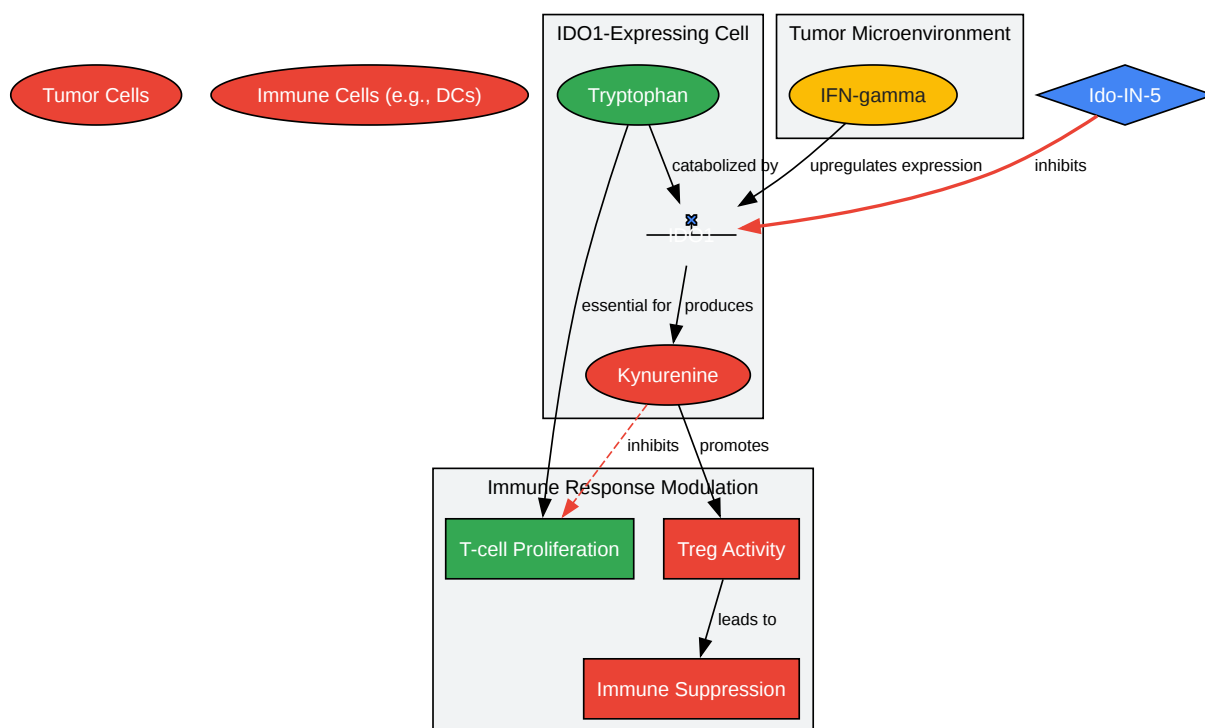 IDO1-Expressing Cell
Tumor Microenvironment
Tumor Cells
Immune Cells (e.g., DCs)
Tryptophan
IFN-gamma
Ido-IN-5
catabolized by
upregulates expression
inhibits
IDO1
essential for
produces
Kynurenine
inhibits
promotes
Immune Response Modulation
T-cell Proliferation
Treg Activity
leads to
Immune Suppression